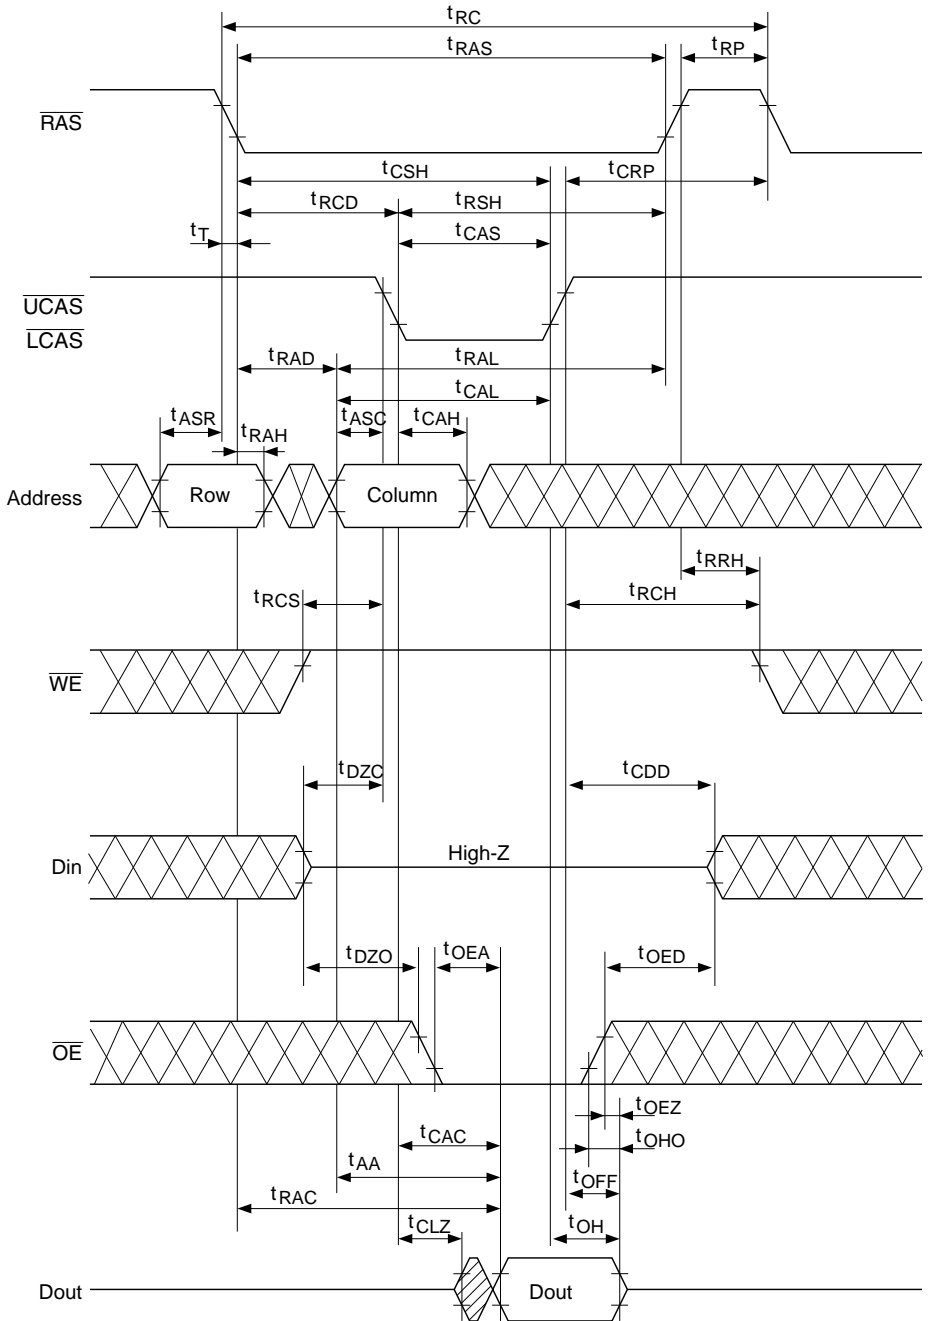 tRC
tRAS
tRP
RAS
tCSH
tCRP
tRCD
tRSH
tT
tCAS
UCAS
LCAS
tRAD
tRAL
tCAL
tASR
tASC
tCAH
tRAH
Address
Row
Column
tRRH
tRCS
tRCH
WE
tDZC
tCDD
Din
High-Z
tDZO
tOEA
tOED
OE
tOEZ
tCAC
tOHO
tAA
tOFF
tRAC
tCLZ
tOH
Dout
Dout